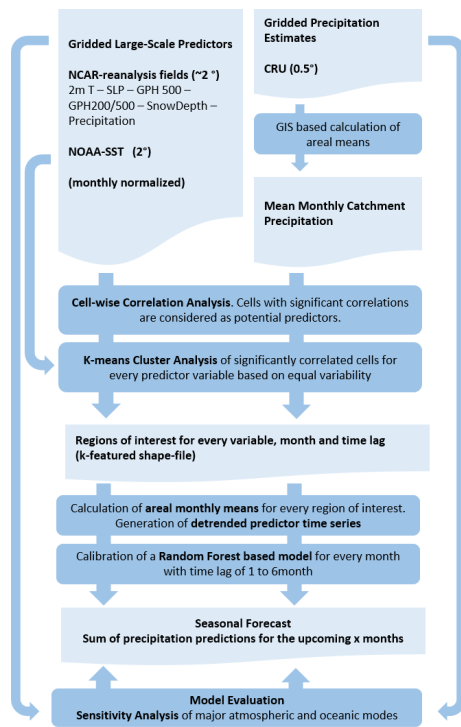 Gridded Large-Scale Predictors
NCAR-reanalysis fields (~2 °)
2m T – SLP – GPH 500 –
GPH200/500 – SnowDepth –
Precipitation
NOAA-SST (2°)
(monthly normalized)
Gridded Precipitation
Estimates
CRU (0.5°)
GIS based calculation of
areal means
Mean Monthly Catchment
Precipitation
Cell-wise Correlation Analysis. Cells with significant correlations
are considered as potential predictors.
K-means Cluster Analysis of significantly correlated cells for
every predictor variable based on equal variability
Regions of interest for every variable, month and time lag
(k-featured shape-file)
Calculation of areal monthly means for every region of interest.
Generation of detrended predictor time series
Calibration of a Random Forest based model for every month
with time lag of 1 to 6month
Seasonal Forecast
Sum of precipitation predictions for the upcoming x months
Model Evaluation
Sensitivity Analysis of major atmospheric and oceanic modes